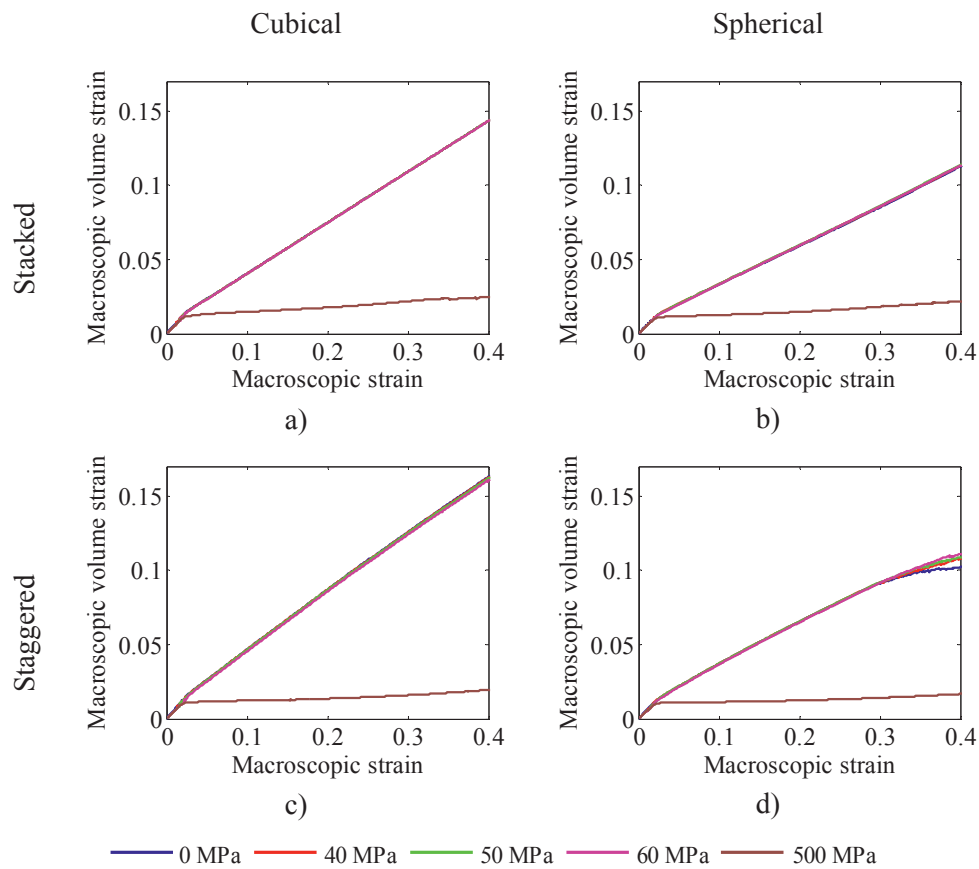 Cubical
Spherical
Stacked
Macroscopic volume strain
0.15
0.1
0.05
0
0 0.1 0.2 0.3 0.4
Macroscopic strain
a)
Macroscopic volume strain
0.15
0.1
0.05
0
0 0.1 0.2 0.3 0.4
Macroscopic strain
b)
Staggered
Macroscopic volume strain
0.15
0.1
0.05
0
0 0.1 0.2 0.3 0.4
Macroscopic strain
c)
Macroscopic volume strain
0.15
0.1
0.05
0
0 0.1 0.2 0.3 0.4
Macroscopic strain
d)
0 MPa 40 MPa 50 MPa 60 MPa 500 MPa